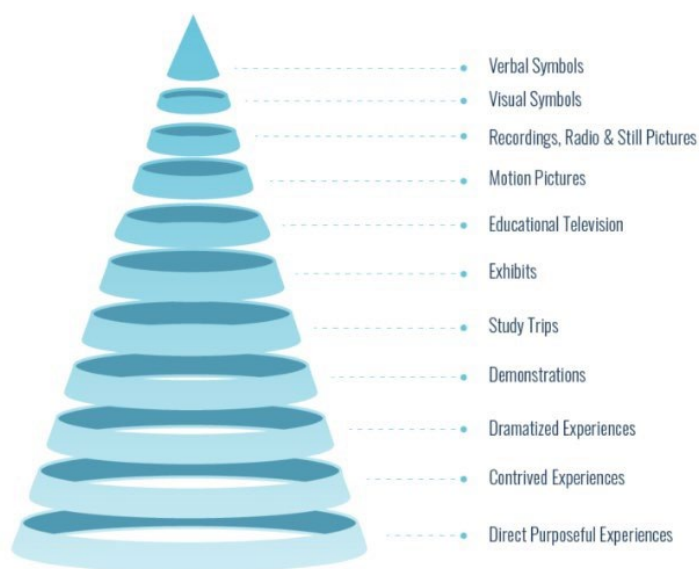 Verbal Symbols
Visual Symbols
Recordings, Radio & Still Pictures
Motion Pictures
Educational Television
Exhibits
Study Trips
Demonstrations
Dramatized Experiences
Contrived Experiences
Direct Purposeful Experiences